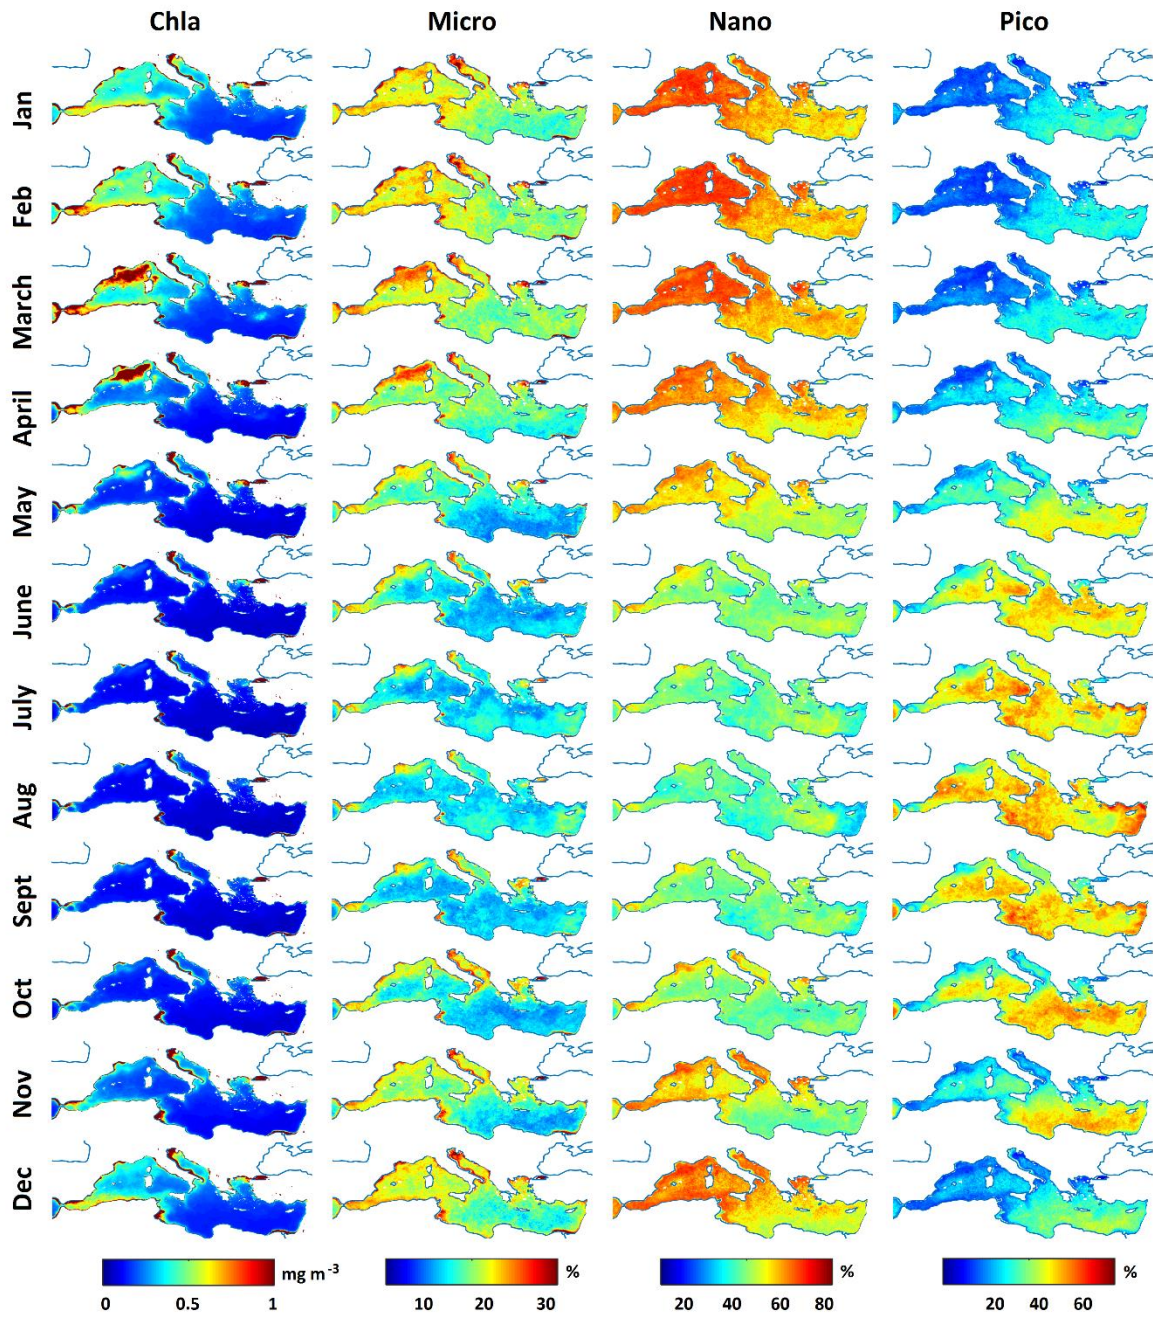 Chla Micro Nano Pico
Jan
Feb
March
April
May
June
July
Aug
Sept
Oct
Nov
Dec
mg m⁻³ % % %
0 0.5 1 10 20 30 20 40 60 80 20 40 60